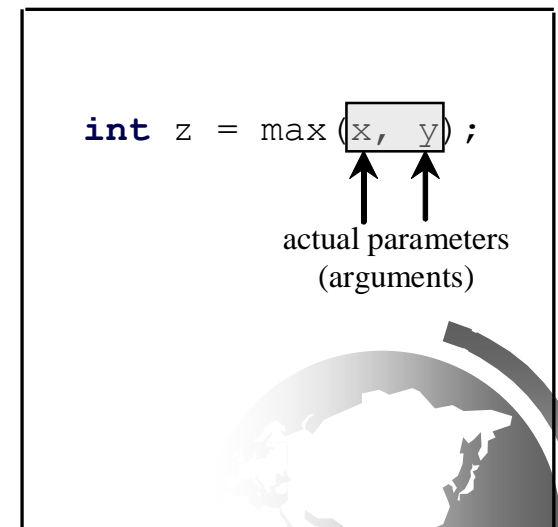 int z = max(x, y);
actual parameters
(arguments)